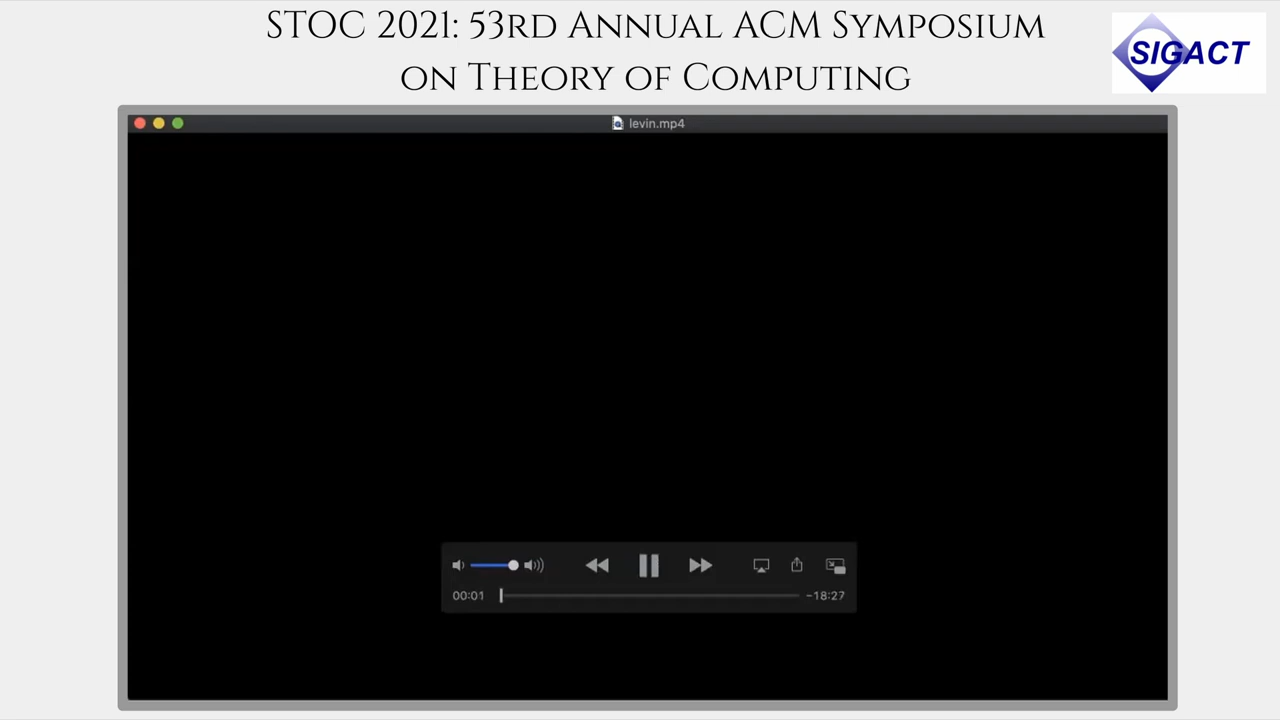 STOC 2021: 53rd Annual ACM Symposium
on Theory of Computing
SIGACT
levin.mp4
00:01
-18:27